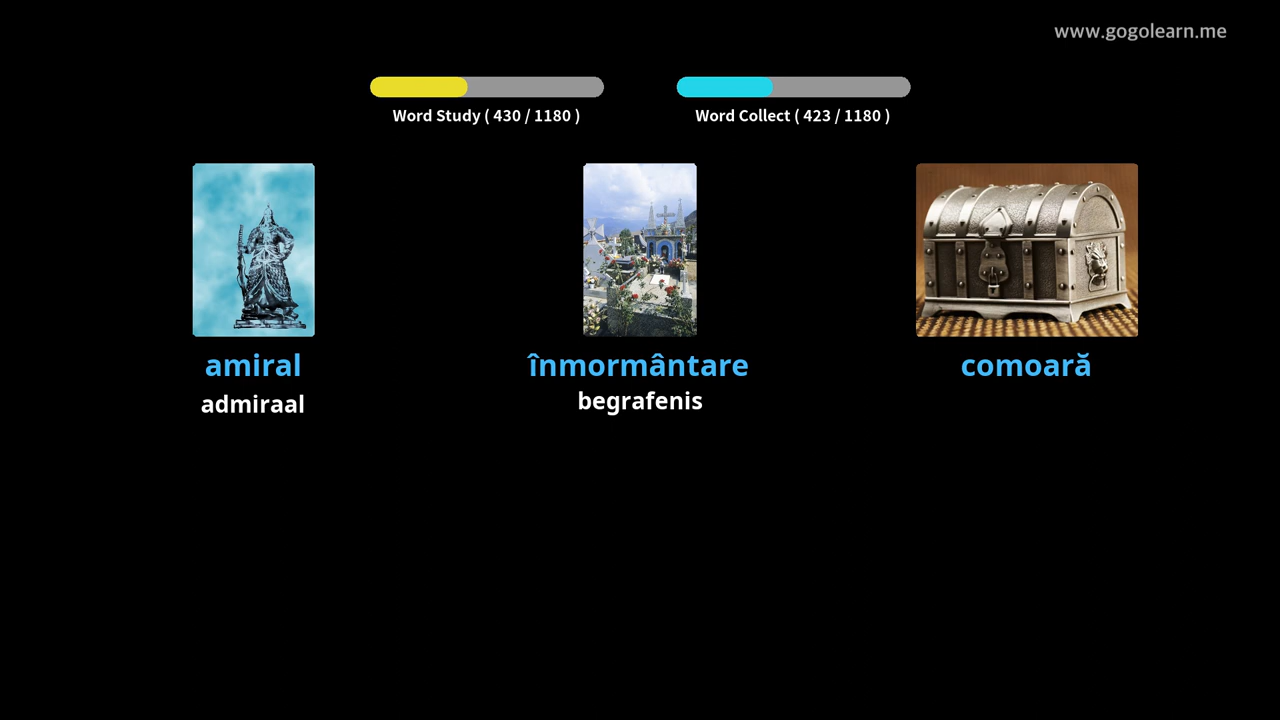 www.gogolearn.me
Word Study ( 430 / 1180 )
Word Collect ( 423 / 1180 )
amiral
admiraal
înmormântare
begrafenis
comoară